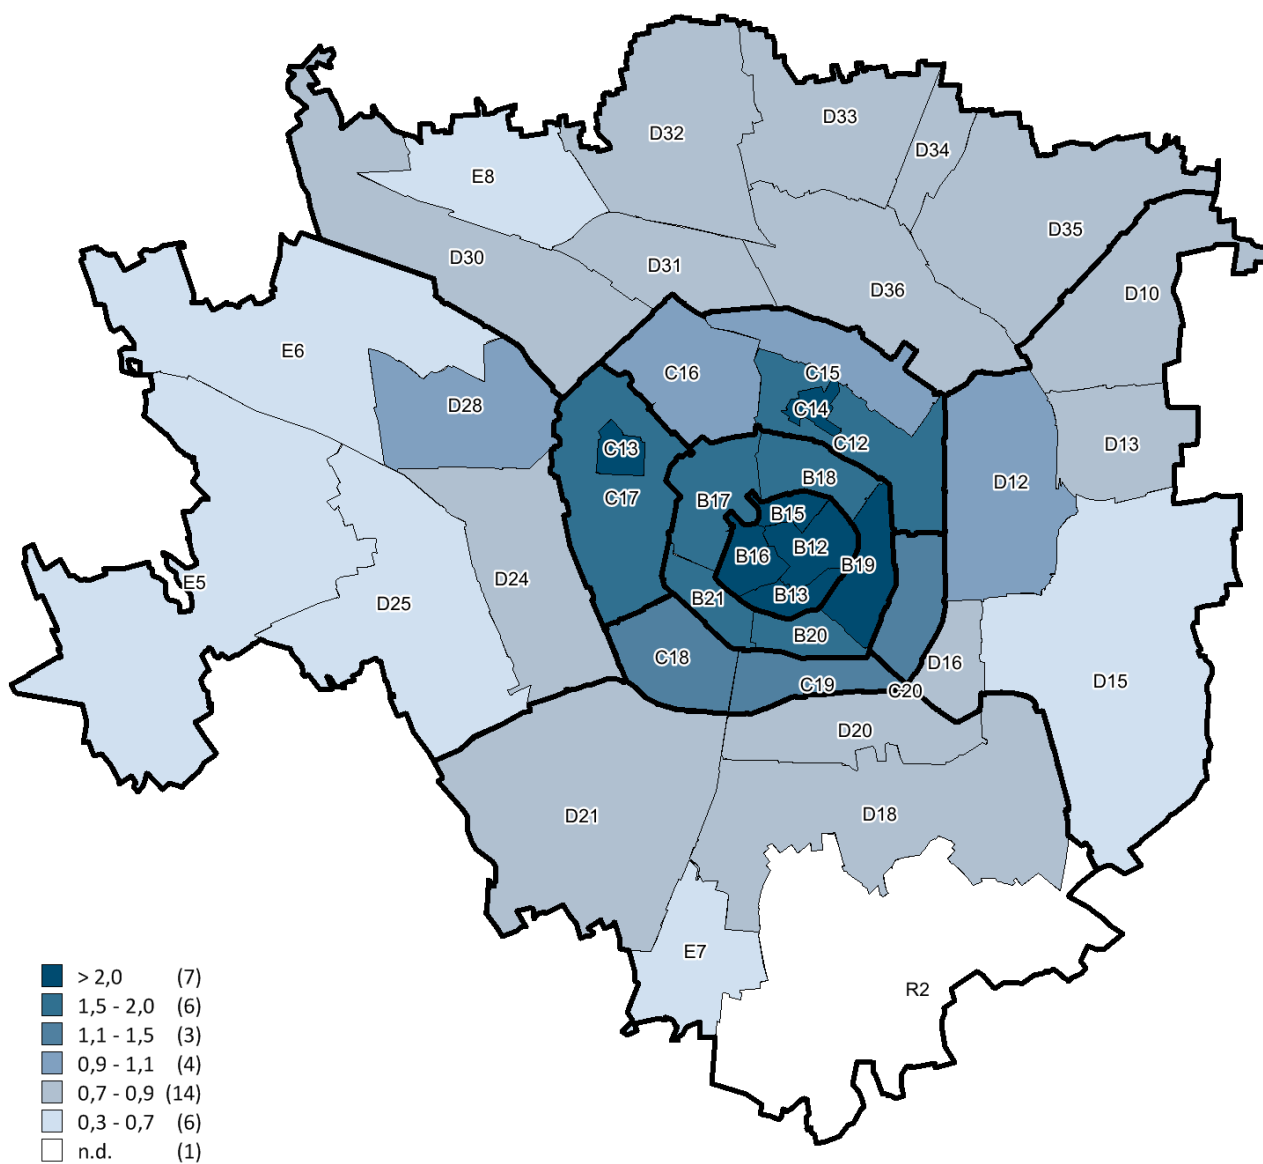 D32
D33
D34
E8
D35
D30
D31
D10
D36
E6
C16
C15
D28
C14
C13
C12
D13
B18
D12
C17
B17
B15
B12
B16
B19
E5
D24
D25
B13
B21
B20
C18
D16
C19
C20
D15
D20
D21
D18
E7
R2
> 2,0 (7)
1,5 - 2,0 (6)
1,1 - 1,5 (3)
0,9 - 1,1 (4)
0,7 - 0,9 (14)
0,3 - 0,7 (6)
n.d. (1)